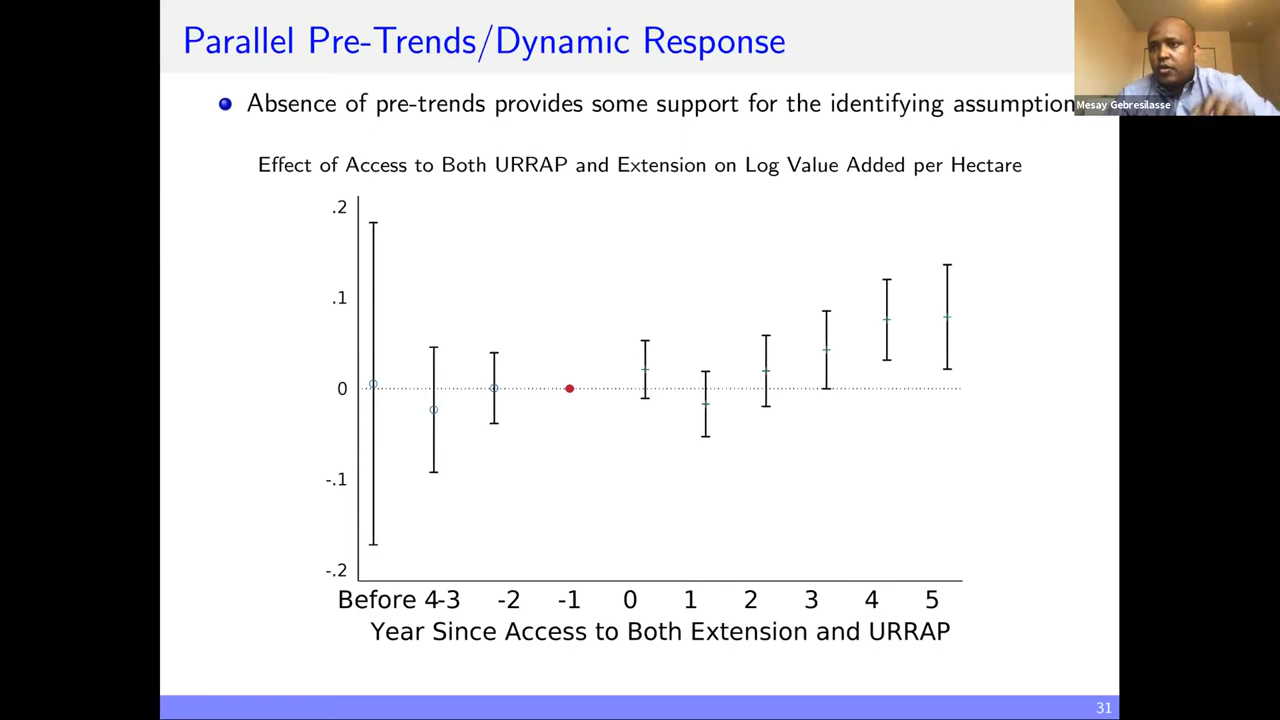 Parallel Pre-Trends/Dynamic Response
Absence of pre-trends provides some support for the identifying assumption
Mesay Gebresilasse
Effect of Access to Both URRAP and Extension on Log Value Added per Hectare
.2
.1
0
-.1
-.2
Before 4-3 -2 -1 0 1 2 3 4 5
Year Since Access to Both Extension and URRAP
31